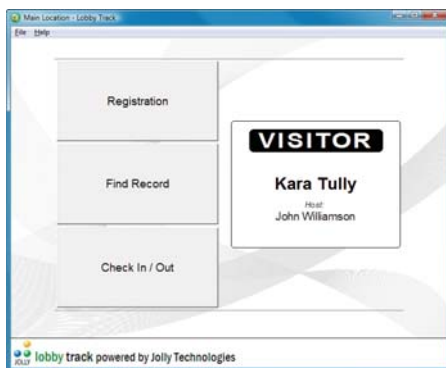 Main Location - Lobby Track
File Help
Registration
Find Record
Check In / Out
VISITOR
Kara Tully
Host:
John Williamson
JOLLY
lobby track powered by Jolly Technologies